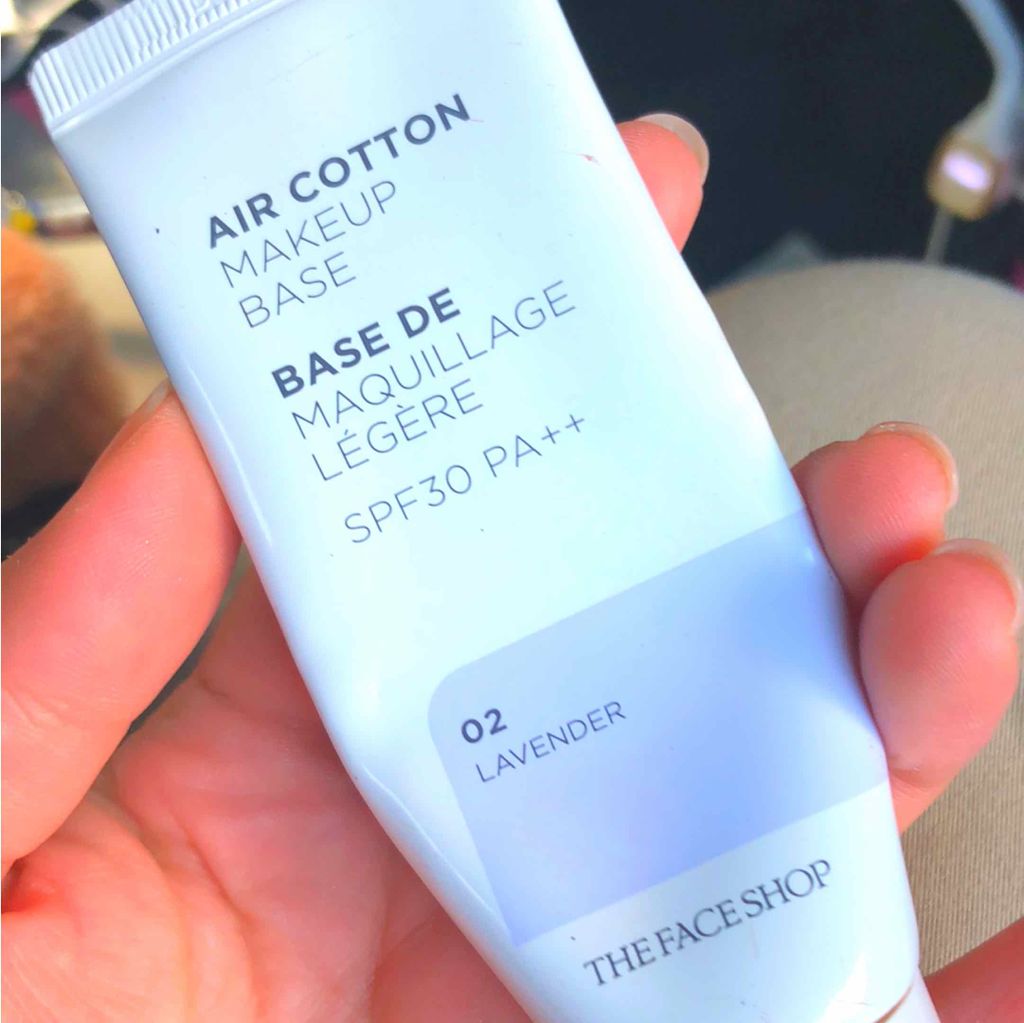 AIR COTTON
MAKEUP
BASE
BASE DE
MAQUILLAGE
LÉGÈRE
SPF30 PA++
02
LAVENDER
THE FACE SHOP